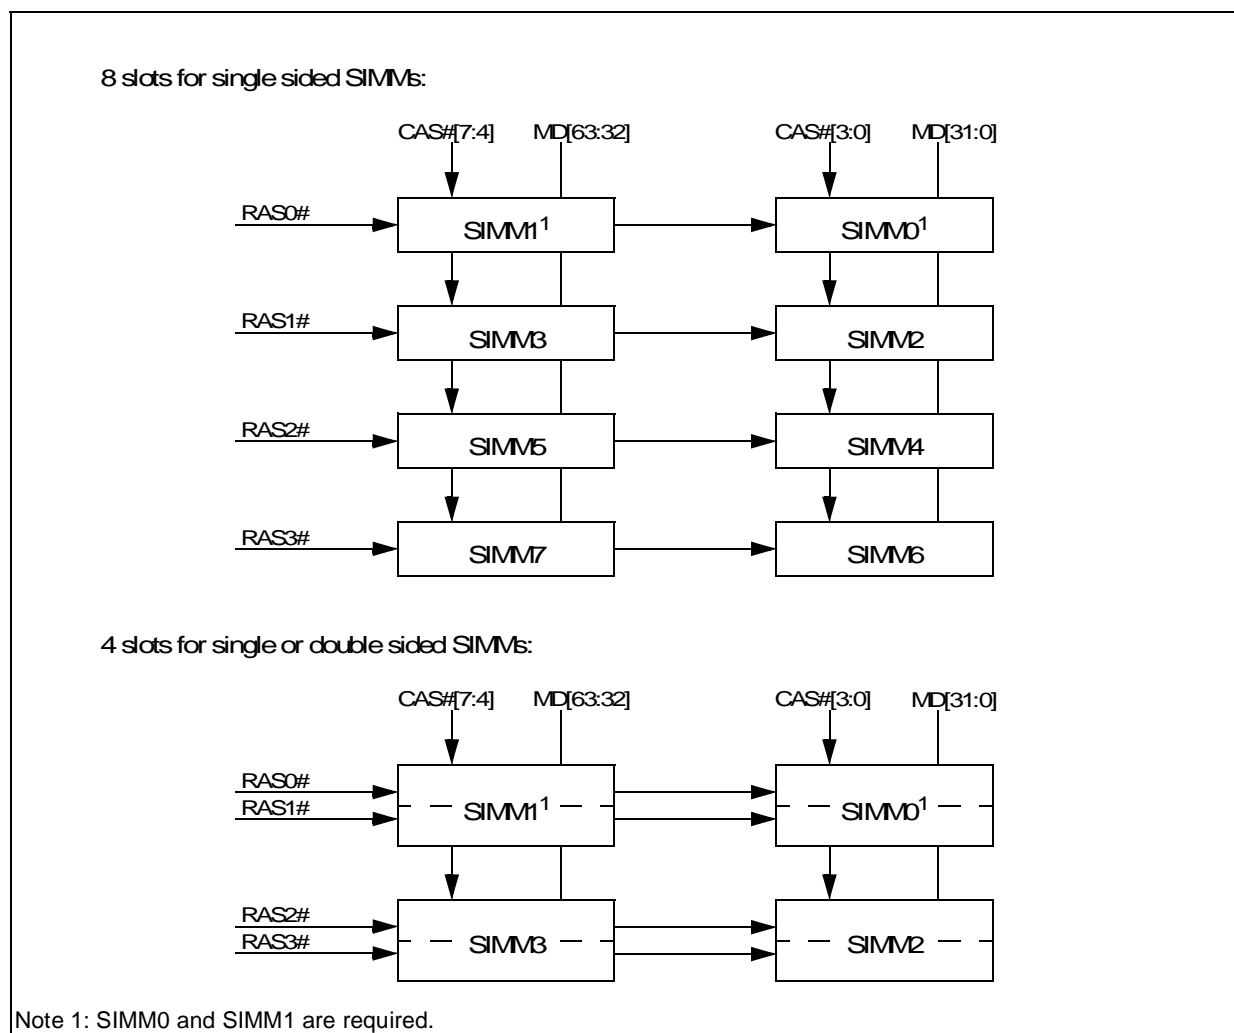 8 slots for single sided SIMMs:
CAS#[7:4] MD[63:32] CAS#[3:0] MD[31:0]
RAS0# SIMM1¹ SIMM0¹
RAS1# SIMM3 SIMM2
RAS2# SIMM5 SIMM4
RAS3# SIMM7 SIMM6
4 slots for single or double sided SIMMs:
CAS#[7:4] MD[63:32] CAS#[3:0] MD[31:0]
RAS0#
RAS1# SIMM1¹ SIMM0¹
RAS2#
RAS3# SIMM3 SIMM2
Note 1: SIMM0 and SIMM1 are required.